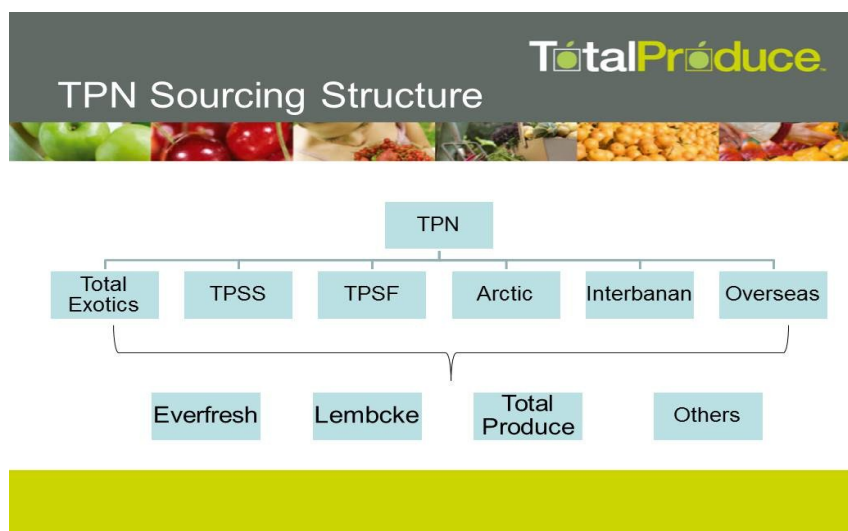 TotalProduce
TPN Sourcing Structure
TPN
Total
Exotics
TPSS
TPSF
Arctic
Interbanan
Overseas
Everfresh
Lembcke
Total
Produce
Others